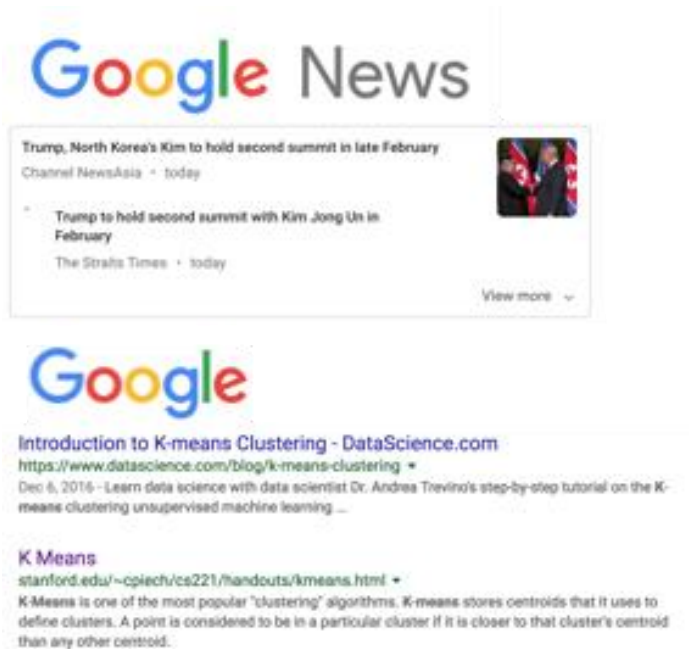 Google News
Trump, North Korea's Kim to hold second summit in late February
Channel NewsAsia • today
Trump to hold second summit with Kim Jong Un in
February
The Straits Times • today
View more
Google
Introduction to K-means Clustering - DataScience.com
https://www.datascience.com/blog/k-means-clustering
Dec 6, 2016 - Learn data science with data scientist Dr. Andrea Trevino's step-by-step tutorial on the K-
means clustering unsupervised machine learning ...
K Means
stanford.edu/~cpiech/cs221/handouts/kmeans.html
K-Means is one of the most popular "clustering" algorithms. K-means stores centroids that it uses to
define clusters. A point is considered to be in a particular cluster if it is closer to that cluster's centroid
than any other centroid.